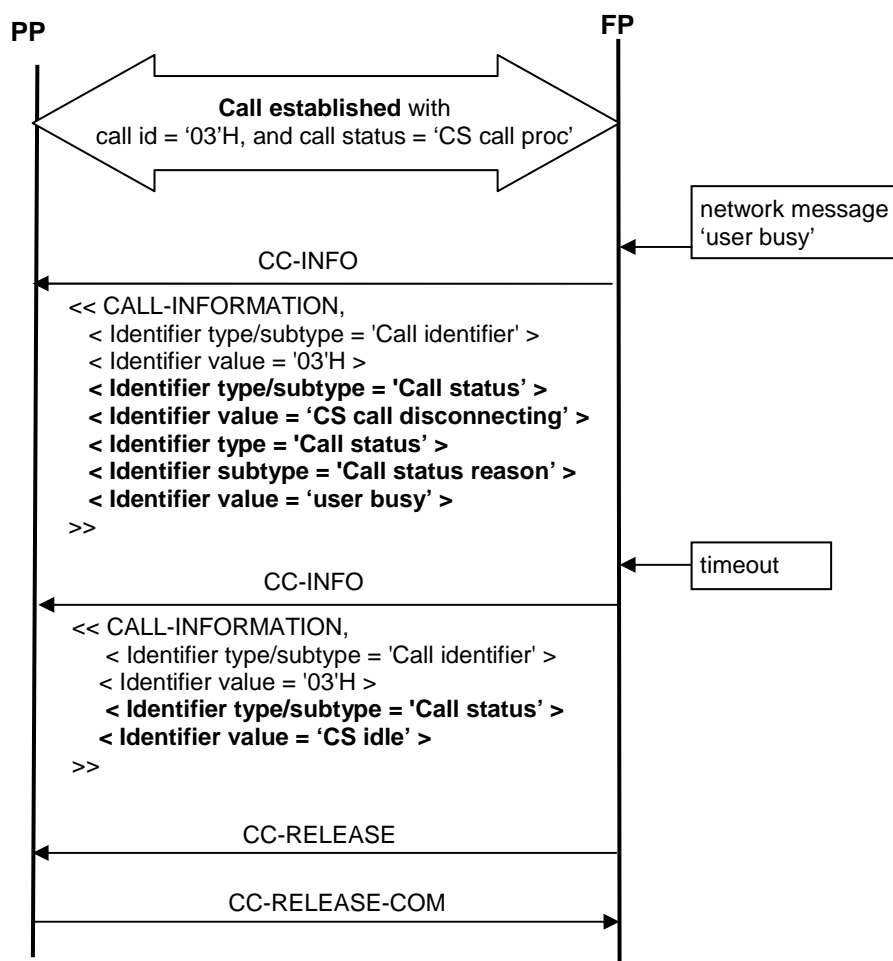 PP
FP
Call established with
call id = ‘03’H, and call status = ‘CS call proc’
network message
‘user busy’
CC-INFO
<< CALL-INFORMATION,
< Identifier type/subtype = 'Call identifier' >
< Identifier value = '03'H >
< Identifier type/subtype = 'Call status’ >
< Identifier value = ‘CS call disconnecting’ >
< Identifier type = 'Call status’ >
< Identifier subtype = 'Call status reason’ >
< Identifier value = ‘user busy’ >
>>
timeout
CC-INFO
<< CALL-INFORMATION,
< Identifier type/subtype = 'Call identifier' >
< Identifier value = '03'H >
< Identifier type/subtype = 'Call status’ >
< Identifier value = ‘CS idle’ >
>>
CC-RELEASE
CC-RELEASE-COM